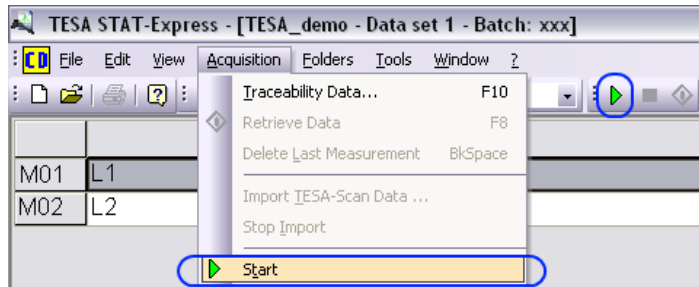 TESA STAT-Express - [TESA_demo - Data set 1 - Batch: xxx]
CD File Edit View Acquisition Folders Tools Window ?
Traceability Data... F10
Retrieve Data F8
Delete Last Measurement BkSpace
M01 L1
M02 L2
Import TESA-Scan Data ...
Stop Import
Start